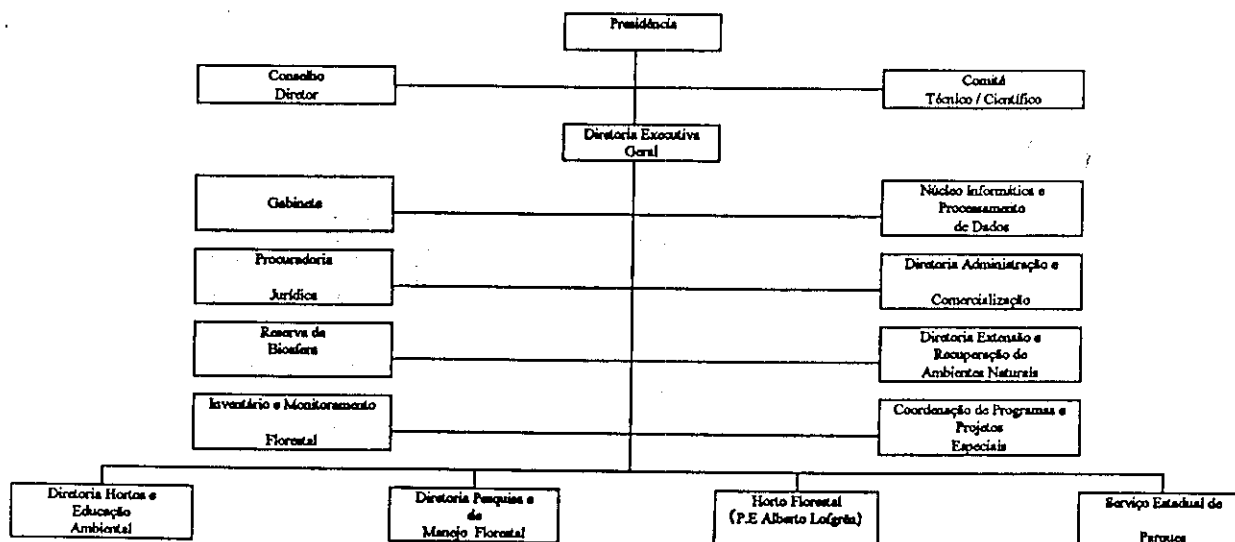 Presidência
Conselho
Diretor
Comitê
Técnico / Científico
Diretoria Executiva
Geral
Gabinete
Núcleo Informática e
Processamento
de Dados
Procuradoria
Jurídica
Diretoria Administração e
Comercialização
Reserva da
Biosfera
Diretoria Extensão e
Recuperação de
Ambientes Naturais
Inventário e Monitoramento
Florestal
Coordenação de Programas e
Projetos
Especiais
Diretoria Hortos e
Educação
Ambiental
Diretoria Pesquisa e
de
Manejo Florestal
Horto Florestal
(P.E Alberto Lofgrën)
Serviço Estadual de
Parques